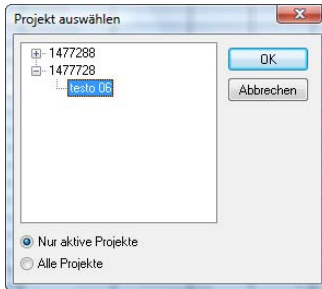 Projekt auswählen
1477288
1477728
testo 06
OK
Abbrechen
Nur aktive Projekte
Alle Projekte